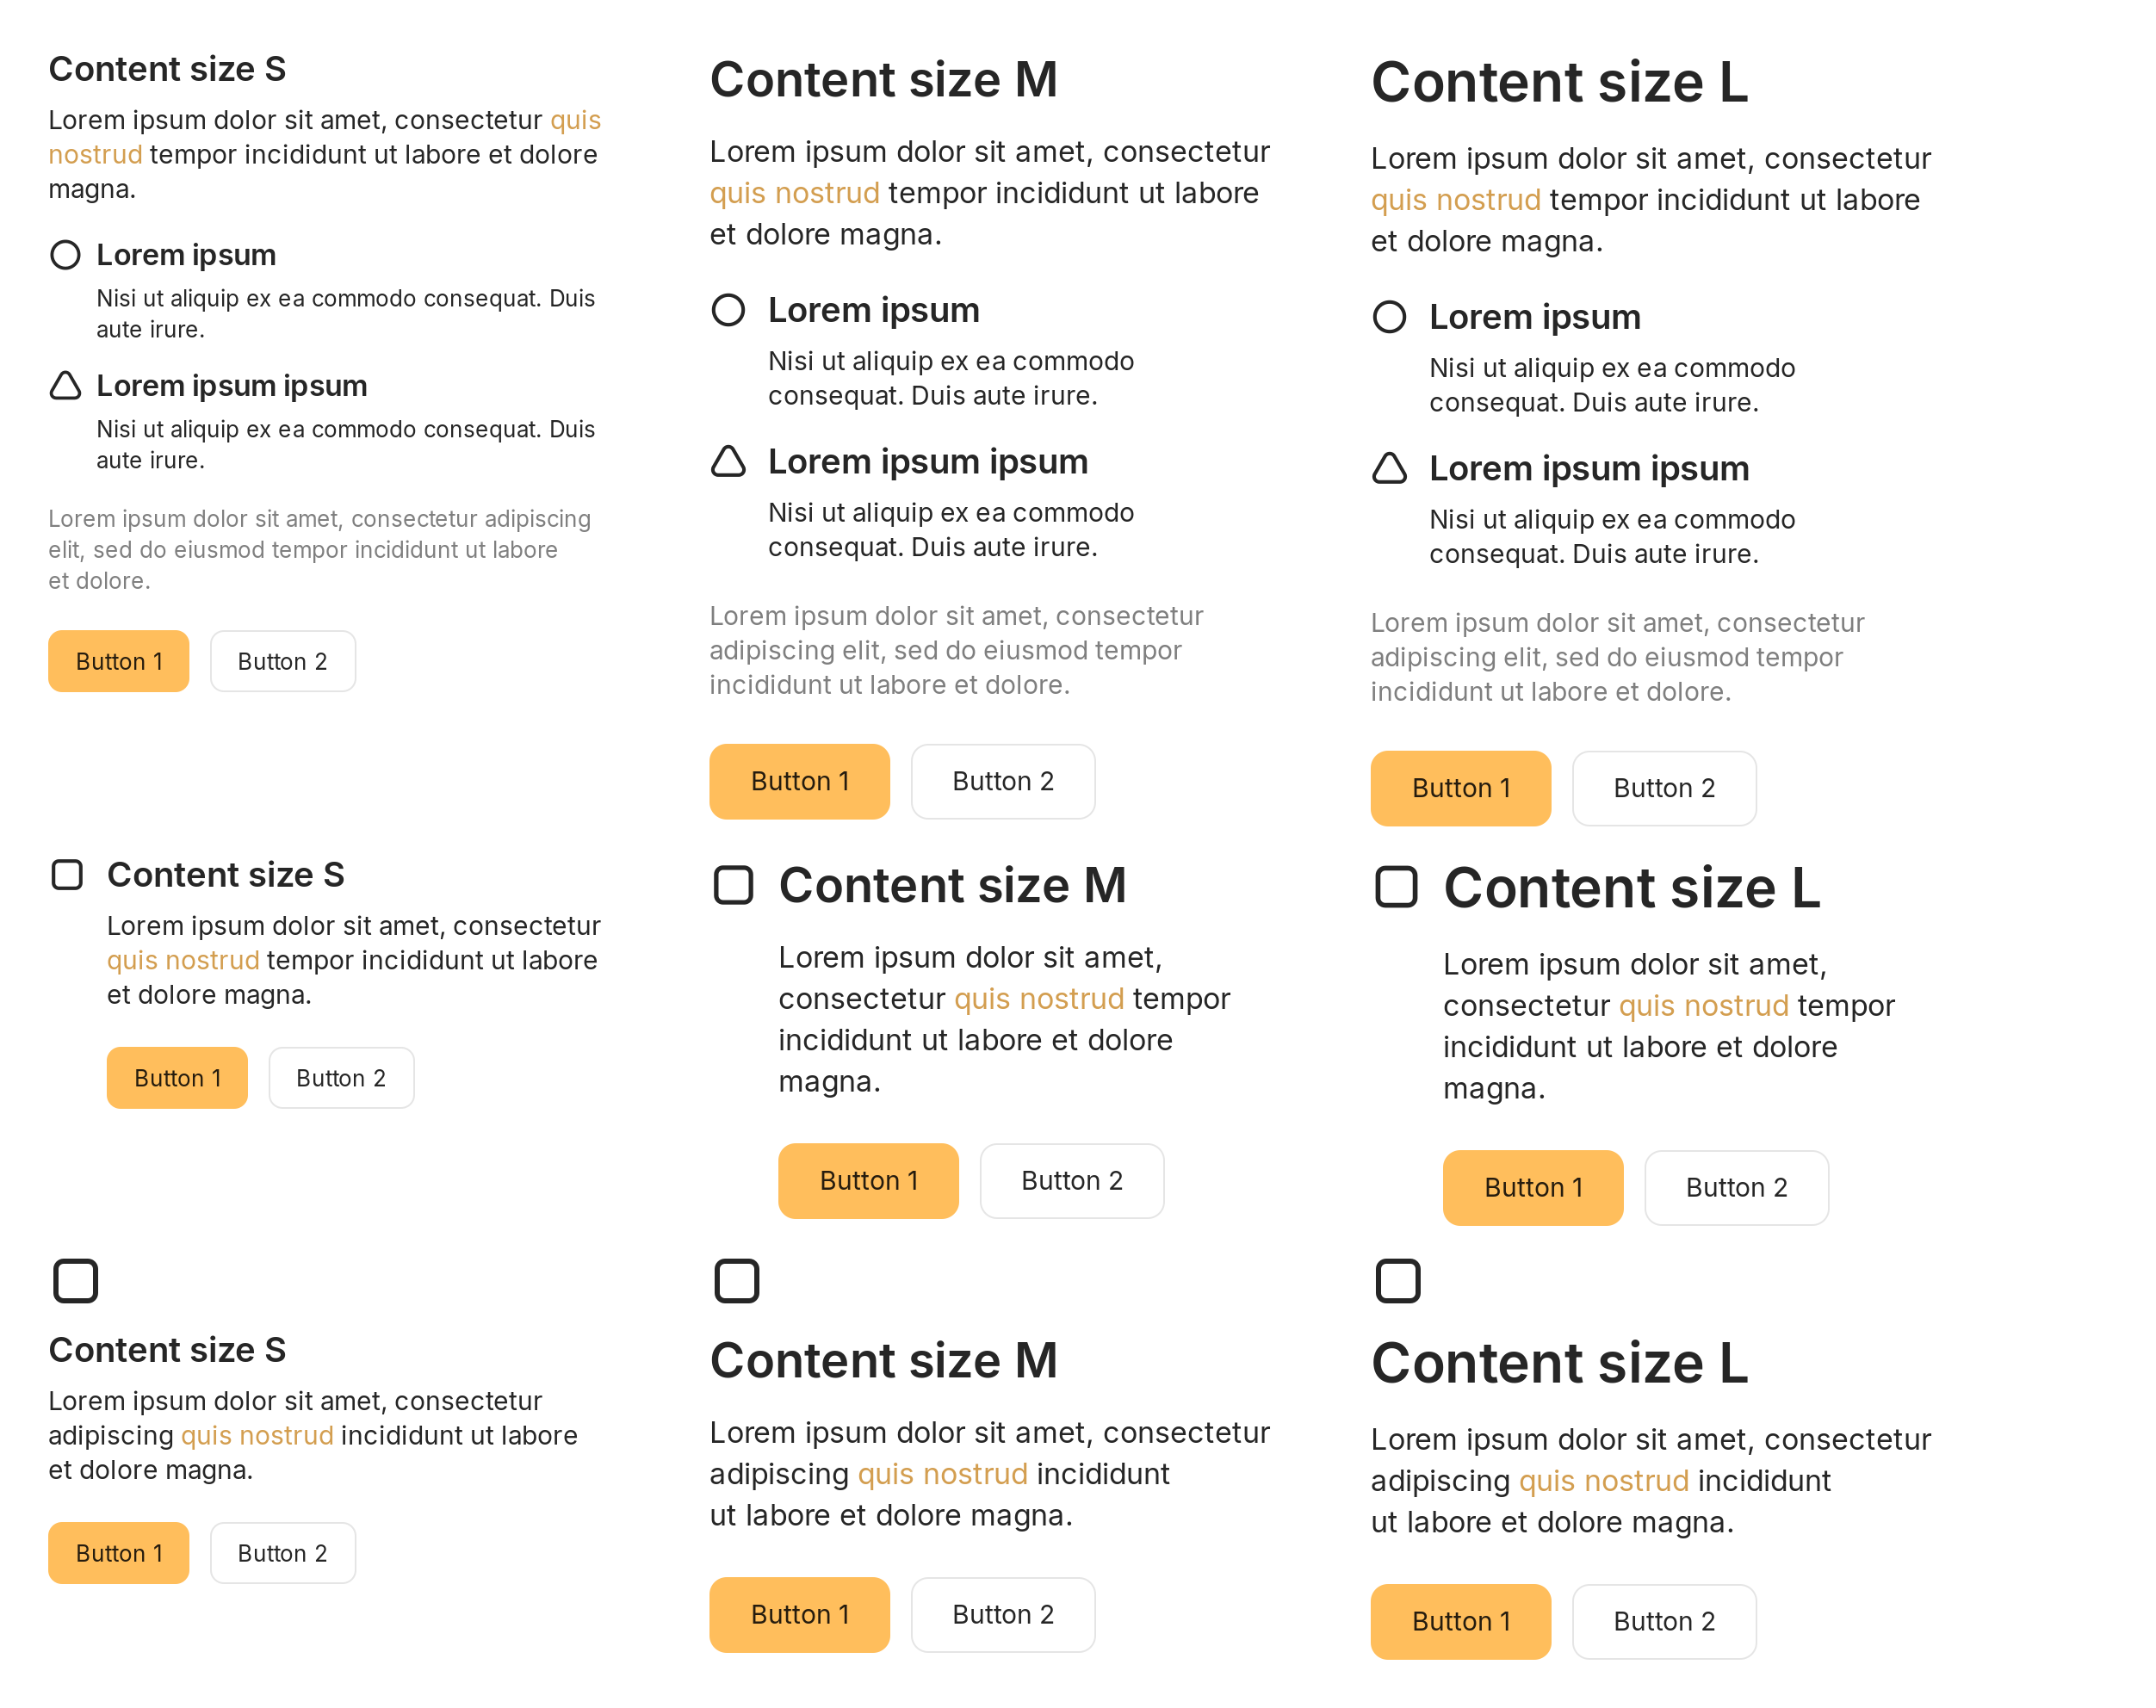 Content size S
Lorem ipsum dolor sit amet, consectetur quis
nostrud tempor incididunt ut labore et dolore
magna.
Lorem ipsum
Nisi ut aliquip ex ea commodo consequat. Duis
aute irure.
Lorem ipsum ipsum
Nisi ut aliquip ex ea commodo consequat. Duis
aute irure.
Lorem ipsum dolor sit amet, consectetur adipiscing
elit, sed do eiusmod tempor incididunt ut labore
et dolore.
Button 1
Button 2
Content size M
Lorem ipsum dolor sit amet, consectetur
quis nostrud tempor incididunt ut labore
et dolore magna.
Lorem ipsum
Nisi ut aliquip ex ea commodo
consequat. Duis aute irure.
Lorem ipsum ipsum
Nisi ut aliquip ex ea commodo
consequat. Duis aute irure.
Lorem ipsum dolor sit amet, consectetur
adipiscing elit, sed do eiusmod tempor
incididunt ut labore et dolore.
Button 1
Button 2
Content size L
Lorem ipsum dolor sit amet, consectetur
quis nostrud tempor incididunt ut labore
et dolore magna.
Lorem ipsum
Nisi ut aliquip ex ea commodo
consequat. Duis aute irure.
Lorem ipsum ipsum
Nisi ut aliquip ex ea commodo
consequat. Duis aute irure.
Lorem ipsum dolor sit amet, consectetur
adipiscing elit, sed do eiusmod tempor
incididunt ut labore et dolore.
Button 1
Button 2
Content size S
Lorem ipsum dolor sit amet, consectetur
quis nostrud tempor incididunt ut labore
et dolore magna.
Button 1
Button 2
Content size M
Lorem ipsum dolor sit amet,
consectetur quis nostrud tempor
incididunt ut labore et dolore
magna.
Button 1
Button 2
Content size L
Lorem ipsum dolor sit amet,
consectetur quis nostrud tempor
incididunt ut labore et dolore
magna.
Button 1
Button 2
Content size S
Lorem ipsum dolor sit amet, consectetur
adipiscing quis nostrud incididunt ut labore
et dolore magna.
Button 1
Button 2
Content size M
Lorem ipsum dolor sit amet, consectetur
adipiscing quis nostrud incididunt
ut labore et dolore magna.
Button 1
Button 2
Content size L
Lorem ipsum dolor sit amet, consectetur
adipiscing quis nostrud incididunt
ut labore et dolore magna.
Button 1
Button 2